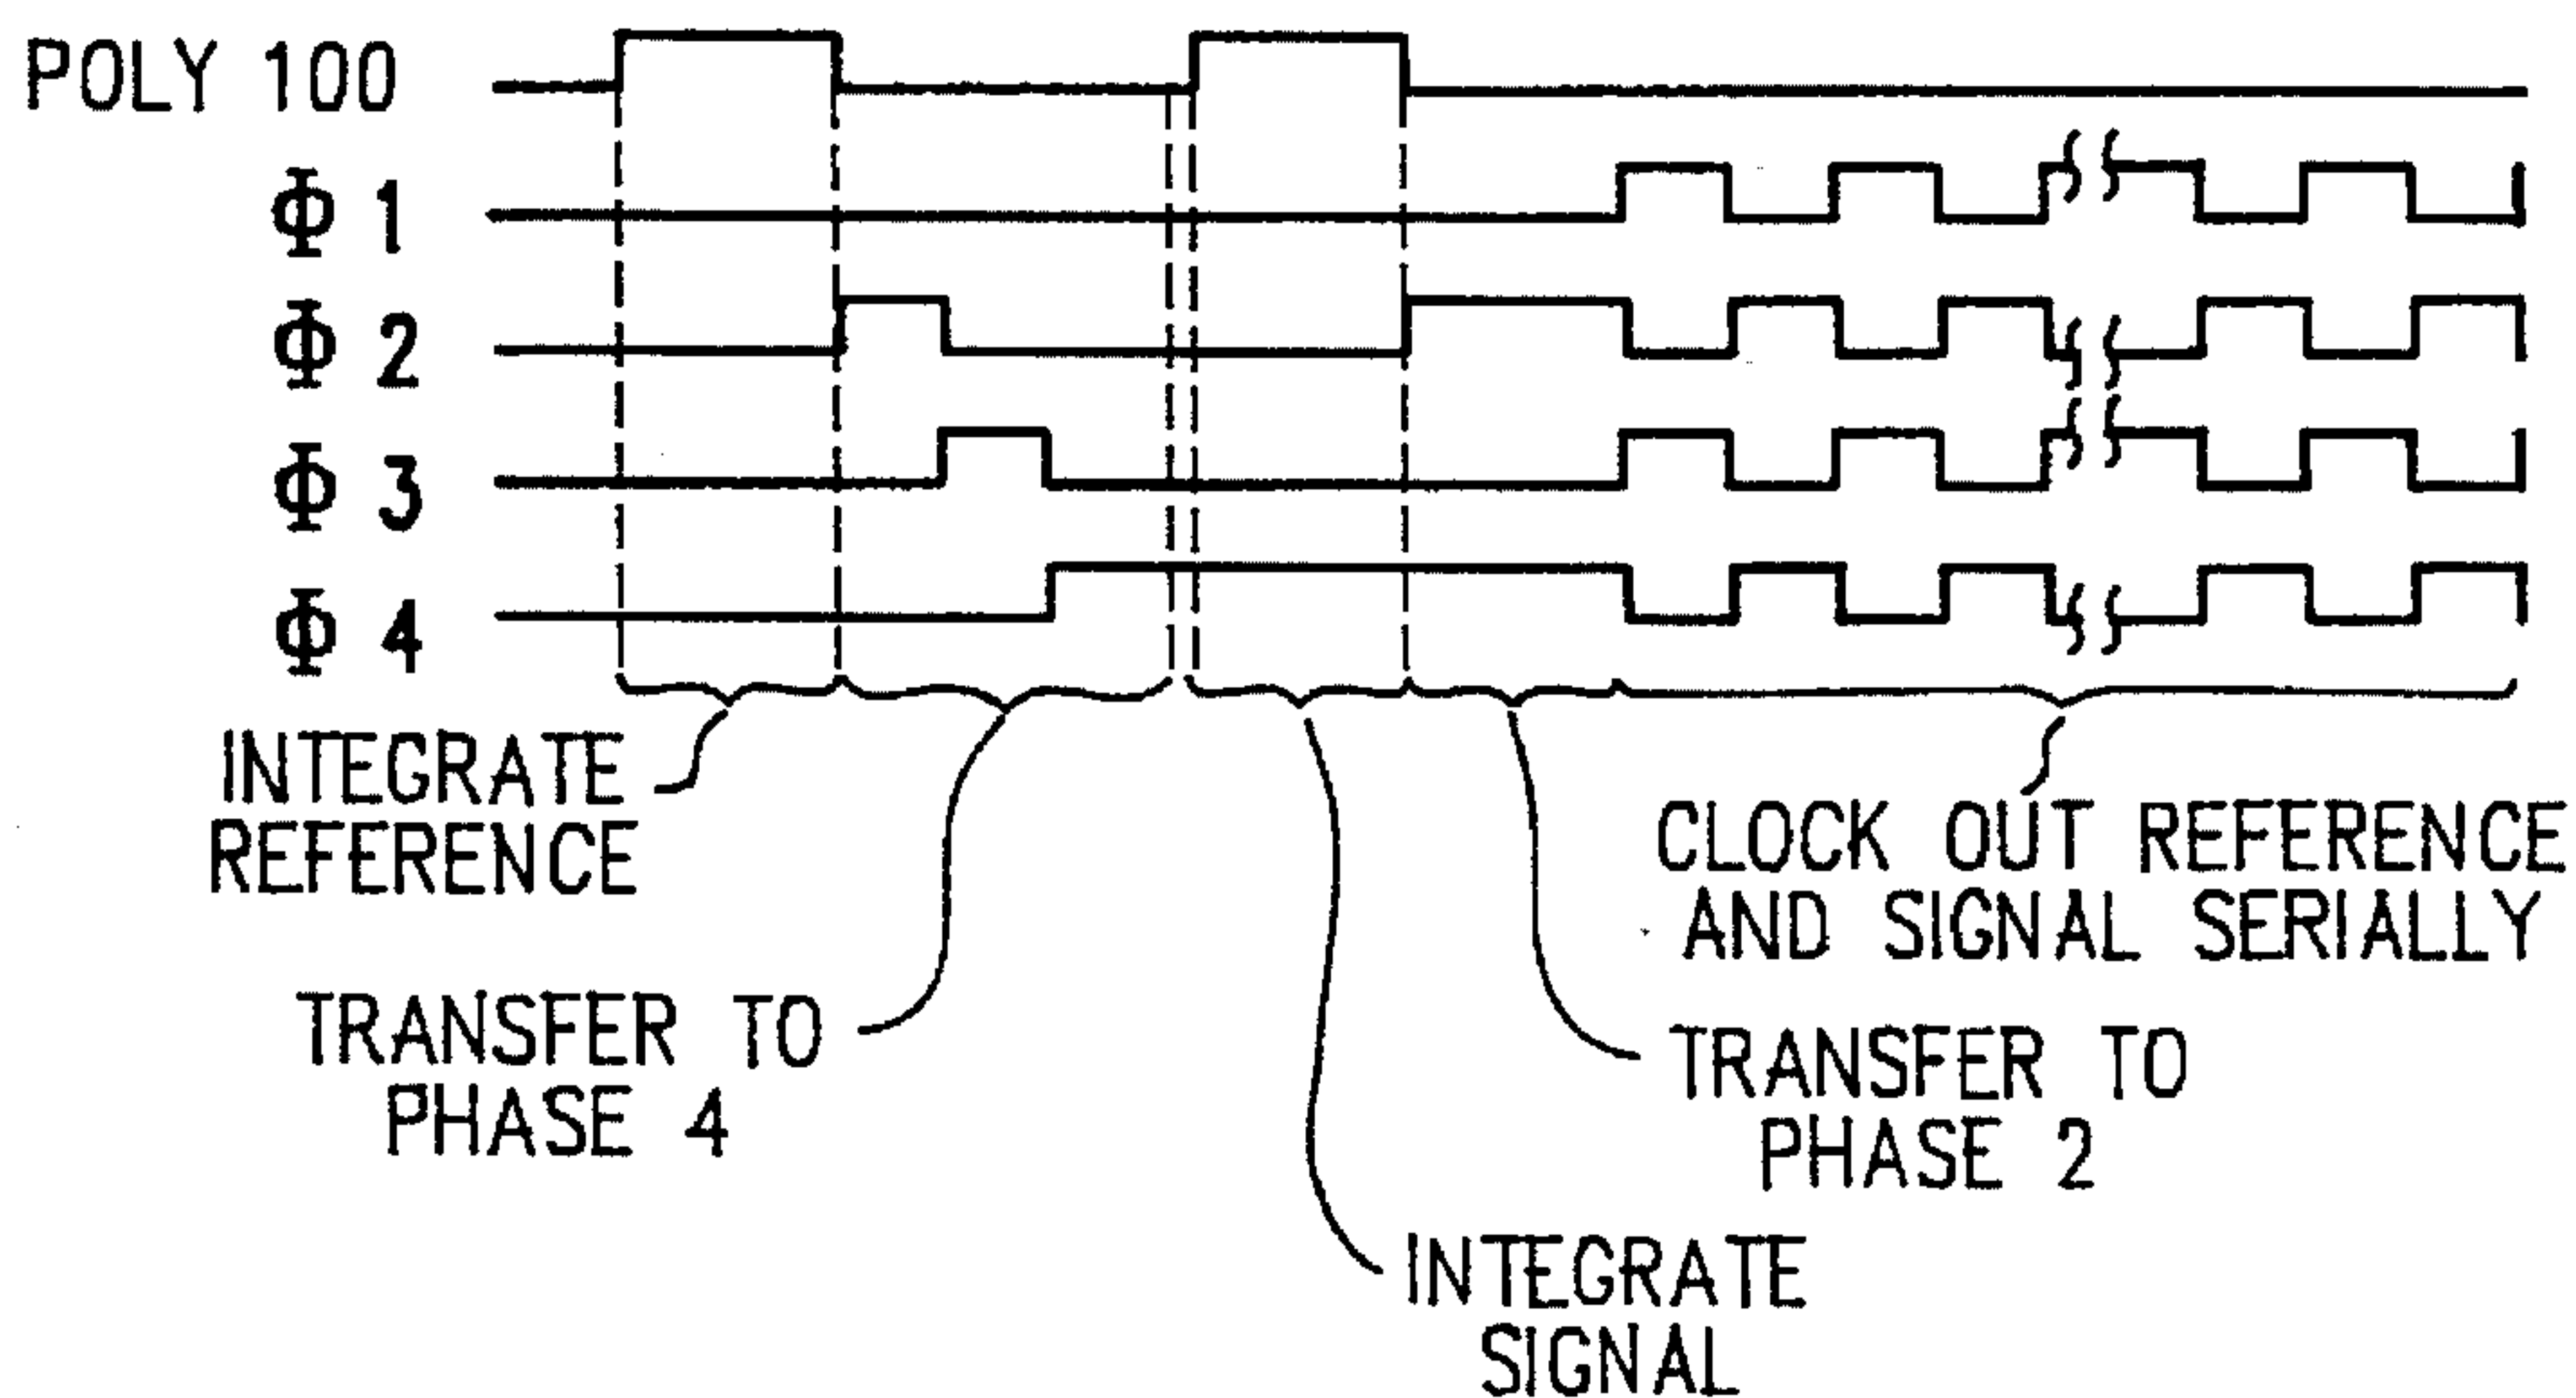 POLY 100
Φ 1
Φ 2
Φ 3
Φ 4
INTEGRATE
REFERENCE
TRANSFER TO
PHASE 4
INTEGRATE
SIGNAL
TRANSFER TO
PHASE 2
CLOCK OUT REFERENCE
AND SIGNAL SERIALLY